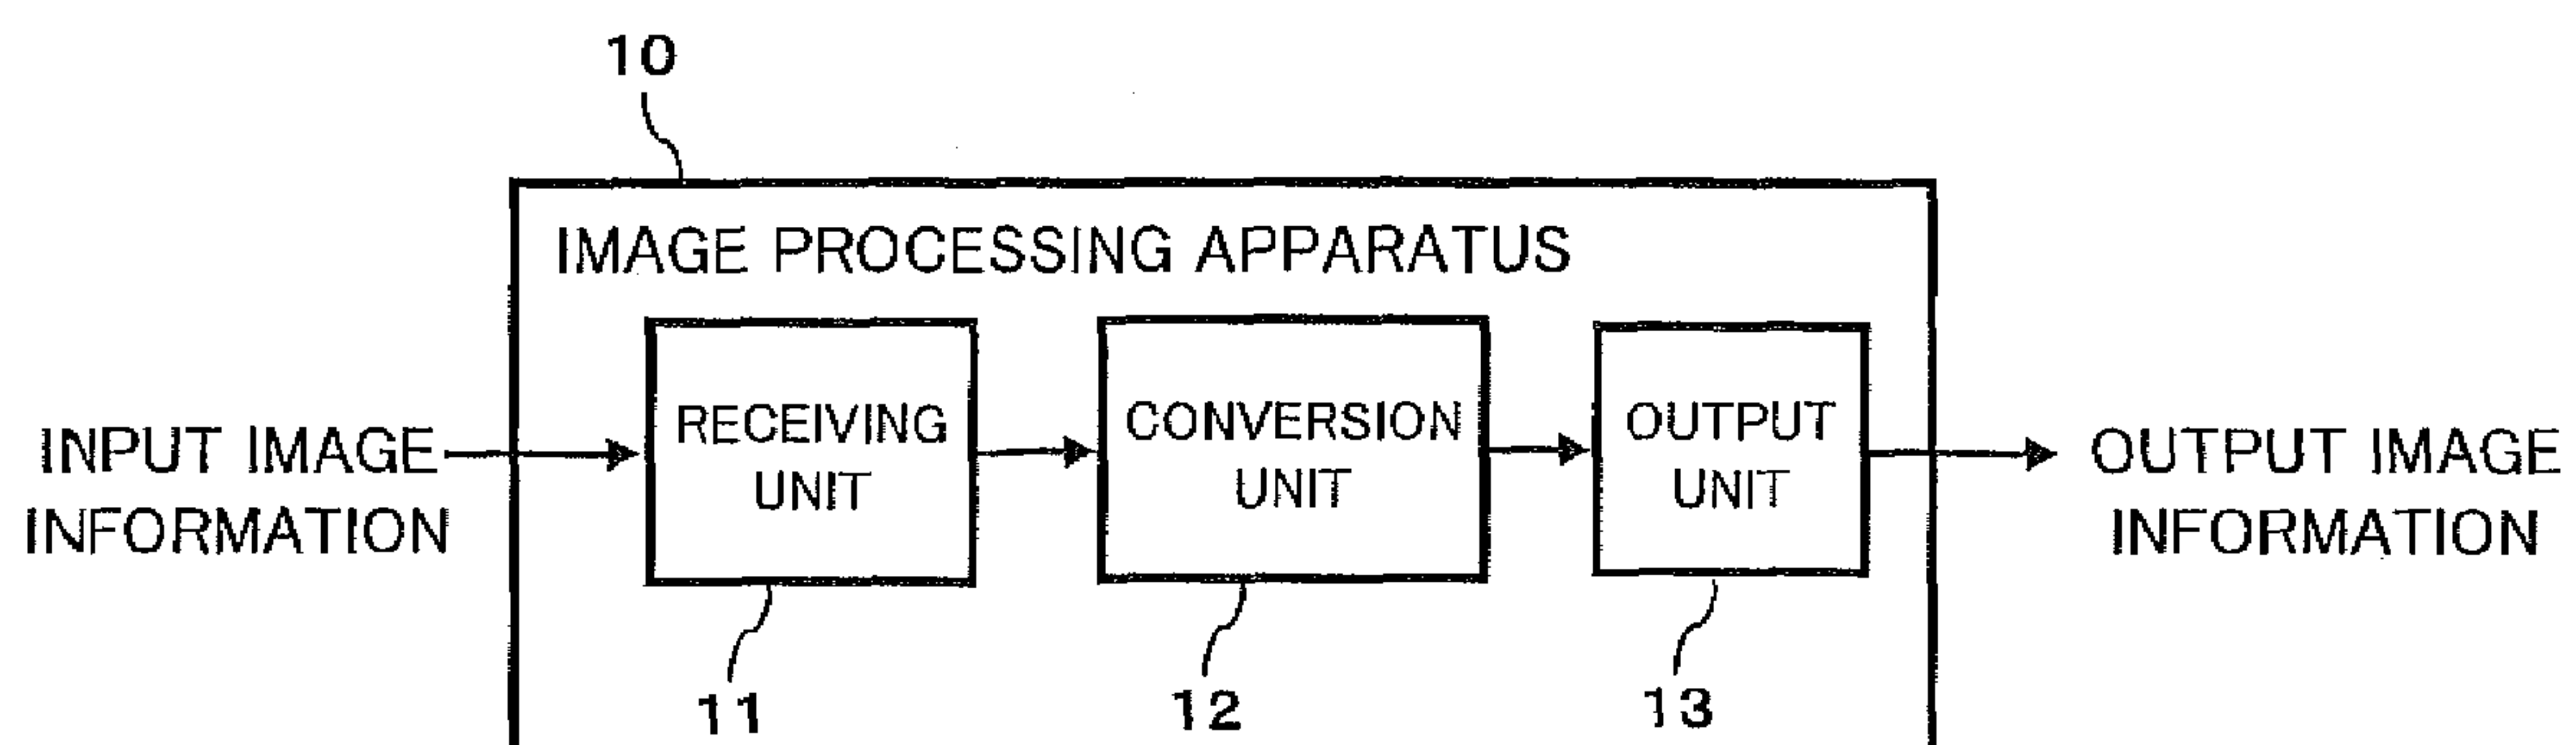 10
IMAGE PROCESSING APPARATUS
INPUT IMAGE
INFORMATION
RECEIVING
UNIT
CONVERSION
UNIT
OUTPUT
UNIT
OUTPUT IMAGE
INFORMATION
11
12
13